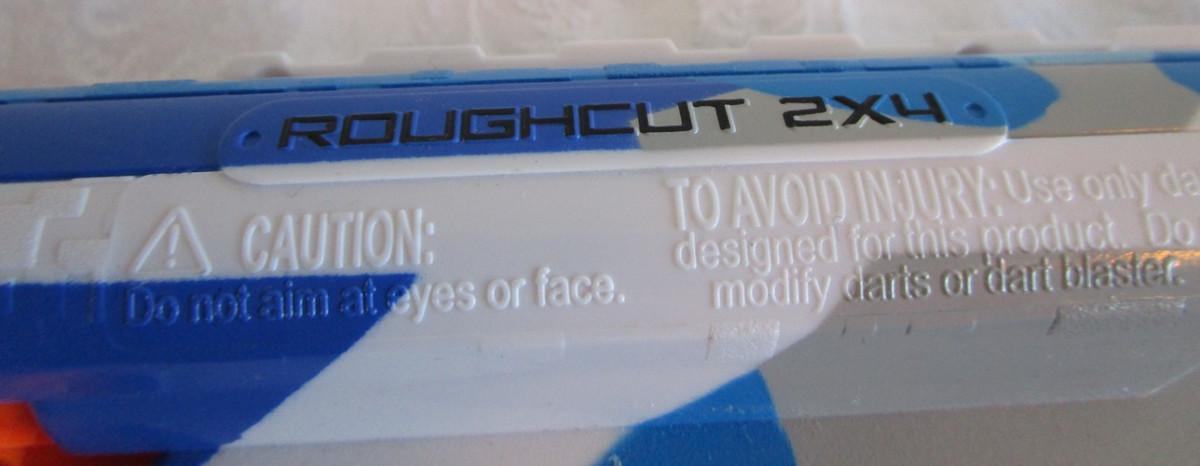 ROUGHCUT 2X4
CAUTION:
Do not aim at eyes or face.
TO AVOID INJURY: Use only
designed for this product. Do
modify darts or dart blaster.